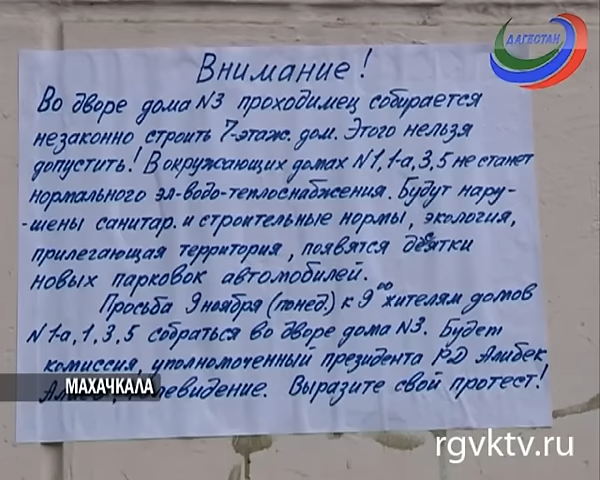 ДАГЕСТАН
Внимание!
Во дворе дома N3 проходимец собирается
незаконно строить 7-этаж. дом. Этого нельзя
допустить! В окружающих домах N1,1-а,3,5 не станет
нормального эл-водо-теплоснабжения. Будут нару-
-шены санитар. и строительные нормы, экология,
прилегающая территория, появятся десятки
новых парковок автомобилей.
Просьба 9 ноября (понед.) к 9⁰⁰ жителям домов
N1-а,1,3,5 собраться во дворе дома N3. Будет
комиссия, уполномоченный президента РД Алибек
Выразите свой протест!
МАХАЧКАЛА
rgvktv.ru